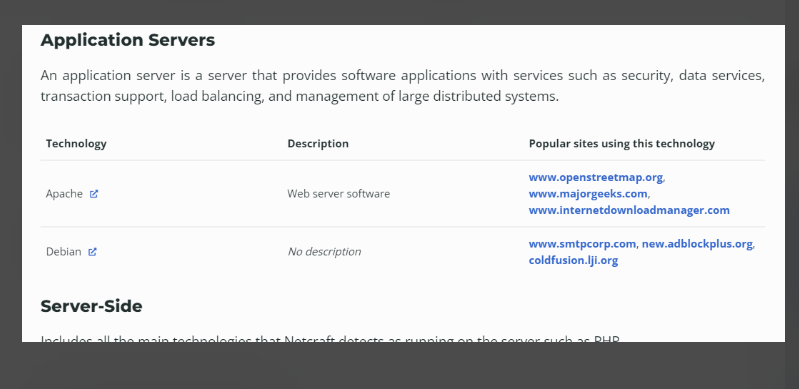 Application Servers
An application server is a server that provides software applications with services such as security, data services,
transaction support, load balancing, and management of large distributed systems.
Technology Description Popular sites using this technology
Apache Web server software www.openstreetmap.org,
www.majorgeeks.com,
www.internetdownloadmanager.com
Debian No description www.smtpcorp.com, new.adblockplus.org,
coldfusion.lji.org
Server-Side
Includes all the main technologies that Netcraft detects as running on the server such as PHP